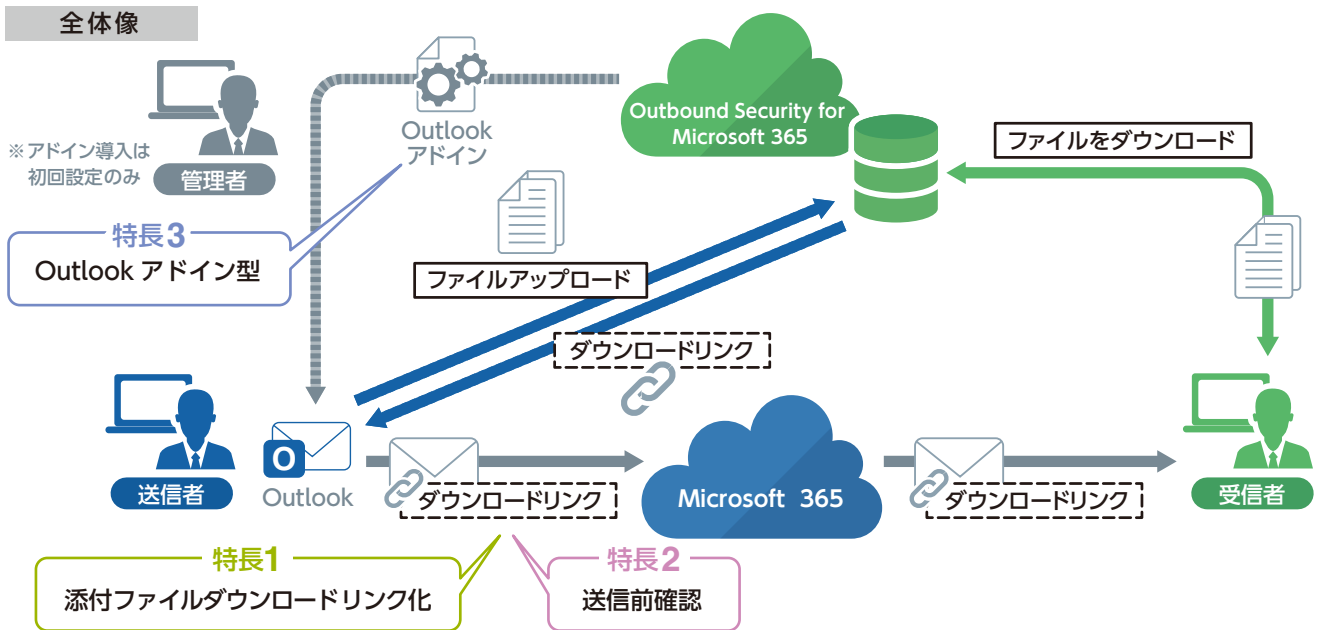 全体像
Outlook
アドイン
Outbound Security for
Microsoft 365
ファイルをダウンロード
※アドイン導入は
初回設定のみ
管理者
特長3
Outlook アドイン型
ファイルアップロード
ダウンロードリンク
送信者
O
Outlook
ダウンロードリンク
Microsoft 365
ダウンロードリンク
受信者
特長1
添付ファイルダウンロードリンク化
特長2
送信前確認